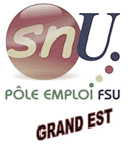 snU.
PÔLE EMPLOI FSU
GRAND EST